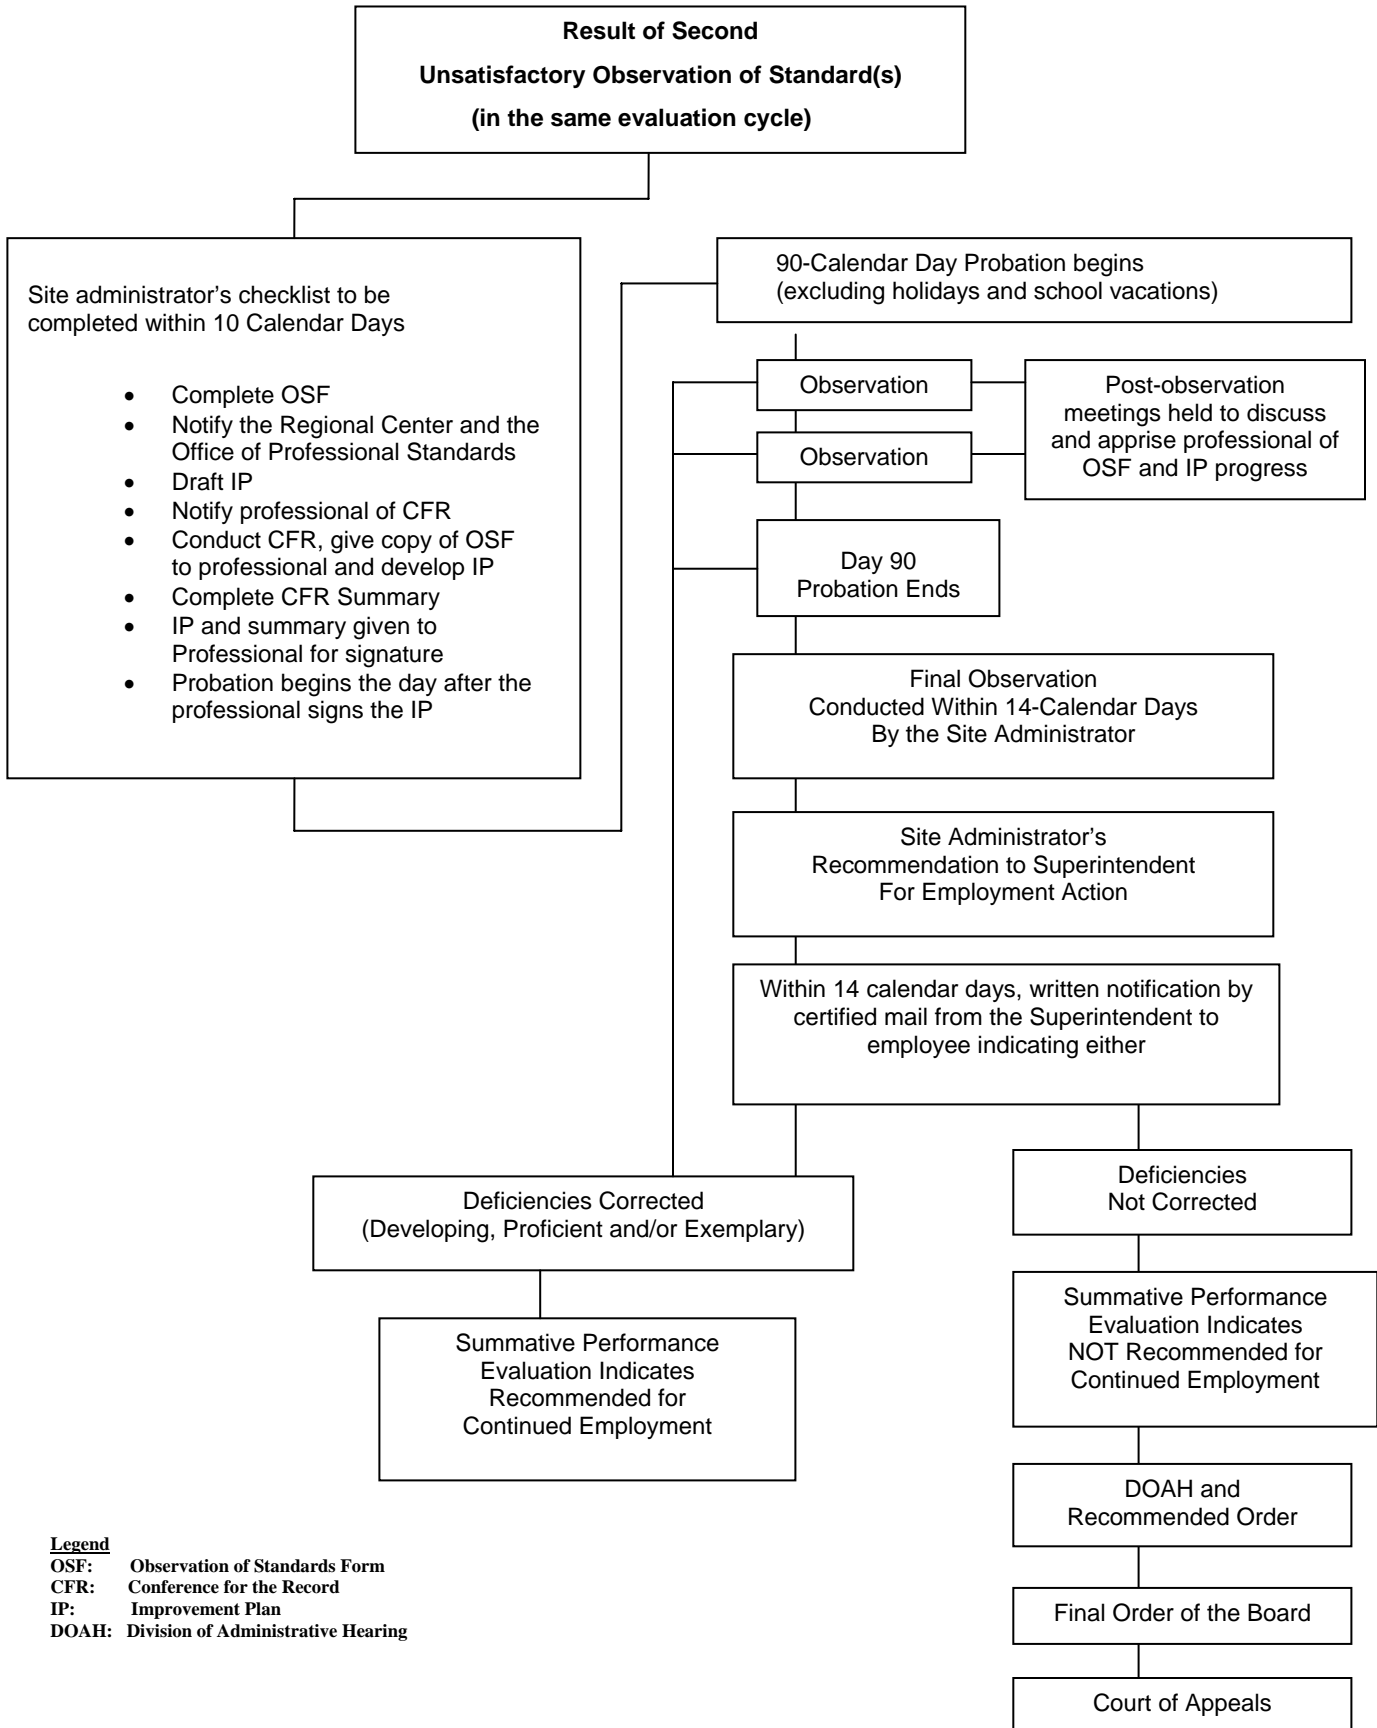 Result of Second
Unsatisfactory Observation of Standard(s)
(in the same evaluation cycle)
Site administrator's checklist to be
completed within 10 Calendar Days
• Complete OSF
• Notify the Regional Center and the
Office of Professional Standards
• Draft IP
• Notify professional of CFR
• Conduct CFR, give copy of OSF
to professional and develop IP
• Complete CFR Summary
• IP and summary given to
Professional for signature
• Probation begins the day after the
professional signs the IP
90-Calendar Day Probation begins
(excluding holidays and school vacations)
Observation
Post-observation
meetings held to discuss
and apprise professional of
OSF and IP progress
Observation
Day 90
Probation Ends
Final Observation
Conducted Within 14-Calendar Days
By the Site Administrator
Site Administrator's
Recommendation to Superintendent
For Employment Action
Within 14 calendar days, written notification by
certified mail from the Superintendent to
employee indicating either
Deficiencies Corrected
(Developing, Proficient and/or Exemplary)
Summative Performance
Evaluation Indicates
Recommended for
Continued Employment
Deficiencies
Not Corrected
Summative Performance
Evaluation Indicates
NOT Recommended for
Continued Employment
DOAH and
Recommended Order
Final Order of the Board
Court of Appeals
Legend
OSF: Observation of Standards Form
CFR: Conference for the Record
IP: Improvement Plan
DOAH: Division of Administrative Hearing